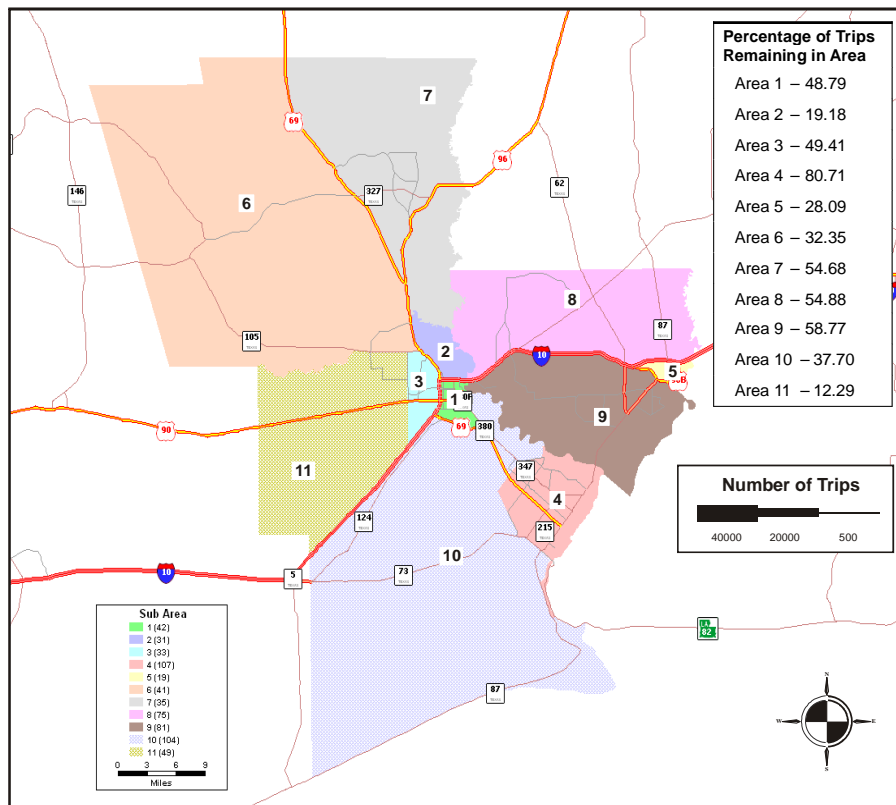 Percentage of Trips
Remaining in Area
Area 1 – 48.79
Area 2 – 19.18
Area 3 – 49.41
Area 4 – 80.71
Area 5 – 28.09
Area 6 – 32.35
Area 7 – 54.68
Area 8 – 54.88
Area 9 – 58.77
Area 10 – 37.70
Area 11 – 12.29
7
69
96
146
327
62
6
8
87
105
2
10
5
3
1
90
69
380
9
11
347
4
124
215
10
10
5
73
87
LA
82
Number of Trips
40000 20000 500
Sub Area
1 (42)
2 (31)
3 (33)
4 (107)
5 (19)
6 (41)
7 (35)
8 (75)
9 (81)
10 (104)
11 (49)
0 3 6 9
Miles
N
W E
S